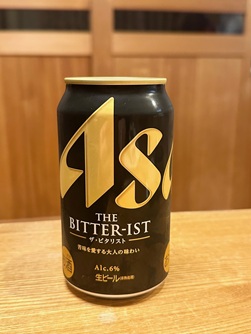 Asa
THE
BITTER-IST
ザ・ビタリスト
苦味を愛する大人の味わい
Alc.6%
生ビール